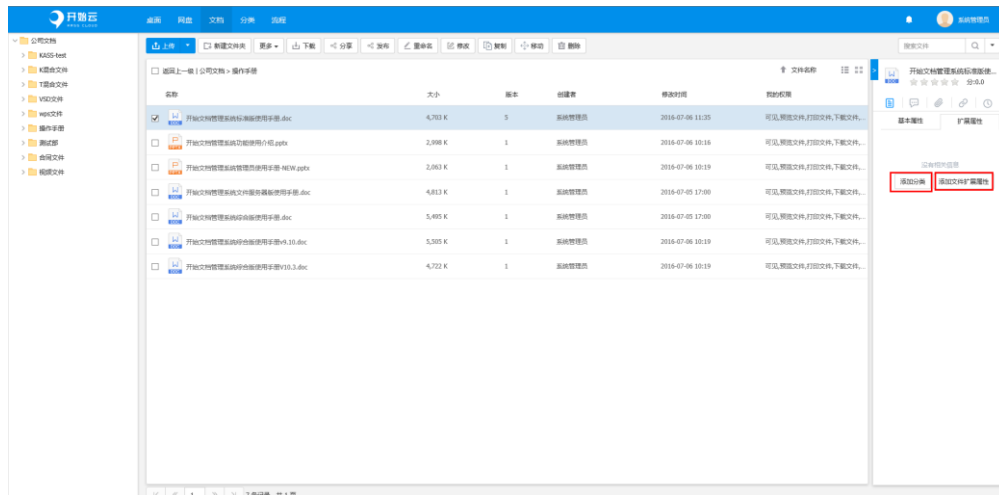 开始云
桌面 网盘 文档 分类 流程
系统管理员
公司文档
KASS-test
K混合文件
T混合文件
VSD文件
wps文件
操作手册
测试部
合同文件
视频文件
上传 新建文件夹 更多 下载 分享 发布 重命名 修改 复制 移动 删除
搜索文件
返回上一级 | 公司文档 > 操作手册
文件名称
名称 大小 版本 创建者 修改时间 我的权限
开始文档管理系统标准版使用手册.doc 4,703 K 5 系统管理员 2016-07-06 11:35 可见,预览文件,打印文件,下载文件,...
开始文档管理系统功能使用介绍.pptx 2,998 K 1 系统管理员 2016-07-06 10:16 可见,预览文件,打印文件,下载文件,...
开始文档管理系统管理员使用手册-NEW.pptx 2,063 K 1 系统管理员 2016-07-06 10:19 可见,预览文件,打印文件,下载文件,...
开始文档管理系统文件服务器版使用手册.doc 4,813 K 1 系统管理员 2016-07-05 17:00 可见,预览文件,打印文件,下载文件,...
开始文档管理系统综合版使用手册.doc 5,495 K 1 系统管理员 2016-07-05 17:00 可见,预览文件,打印文件,下载文件,...
开始文档管理系统综合版使用手册v9.10.doc 5,505 K 1 系统管理员 2016-07-06 10:19 可见,预览文件,打印文件,下载文件,...
开始文档管理系统综合版使用手册V10.3.doc 4,722 K 1 系统管理员 2016-07-06 10:19 可见,预览文件,打印文件,下载文件,...
开始文档管理系统标准版使...
分:0.0
基本属性 扩展属性
没有相关信息
添加分类 添加文件扩展属性
1 7 条记录 共 1 页